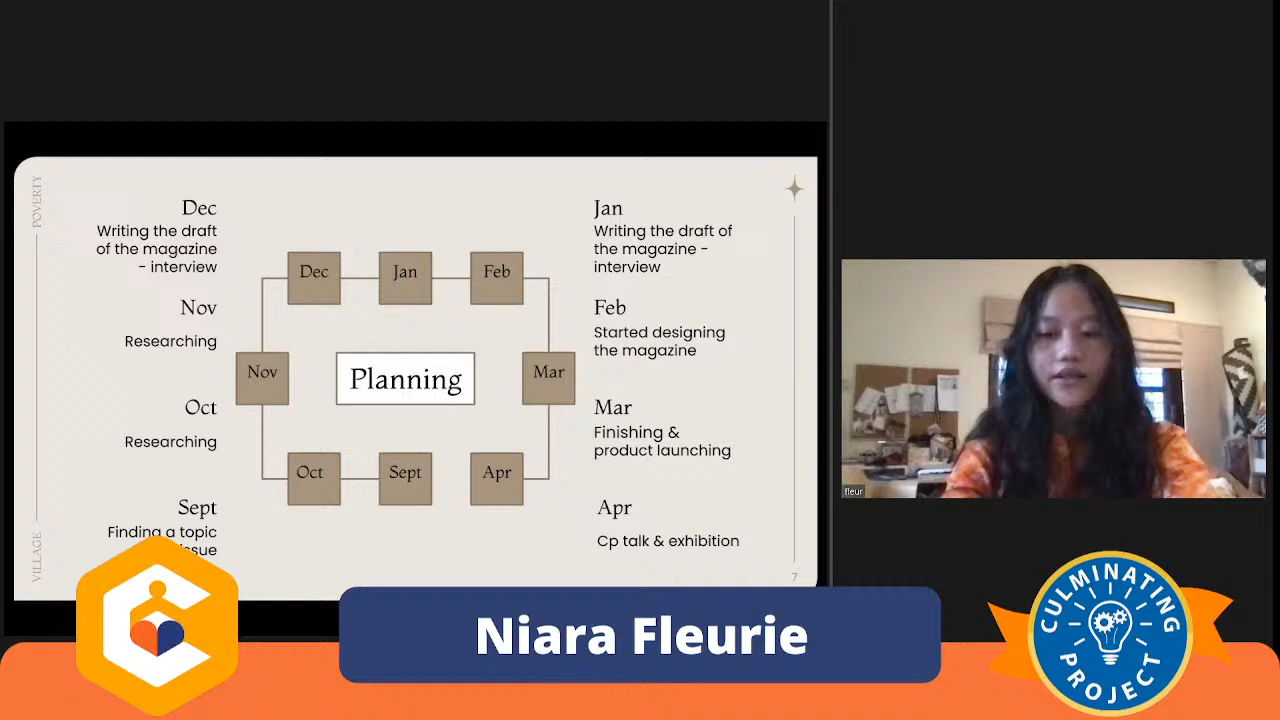 POVERTY
VILLAGE
Dec
Writing the draft
of the magazine
- interview
Nov
Researching
Oct
Researching
Sept
Finding a topic
issue
Dec
Jan
Feb
Nov
Planning
Mar
Oct
Sept
Apr
Jan
Writing the draft of
the magazine -
interview
Feb
Started designing
the magazine
Mar
Finishing &
product launching
Apr
Cp talk & exhibition
7
fleur
Niara Fleurie
CULMINATING
PROJECT